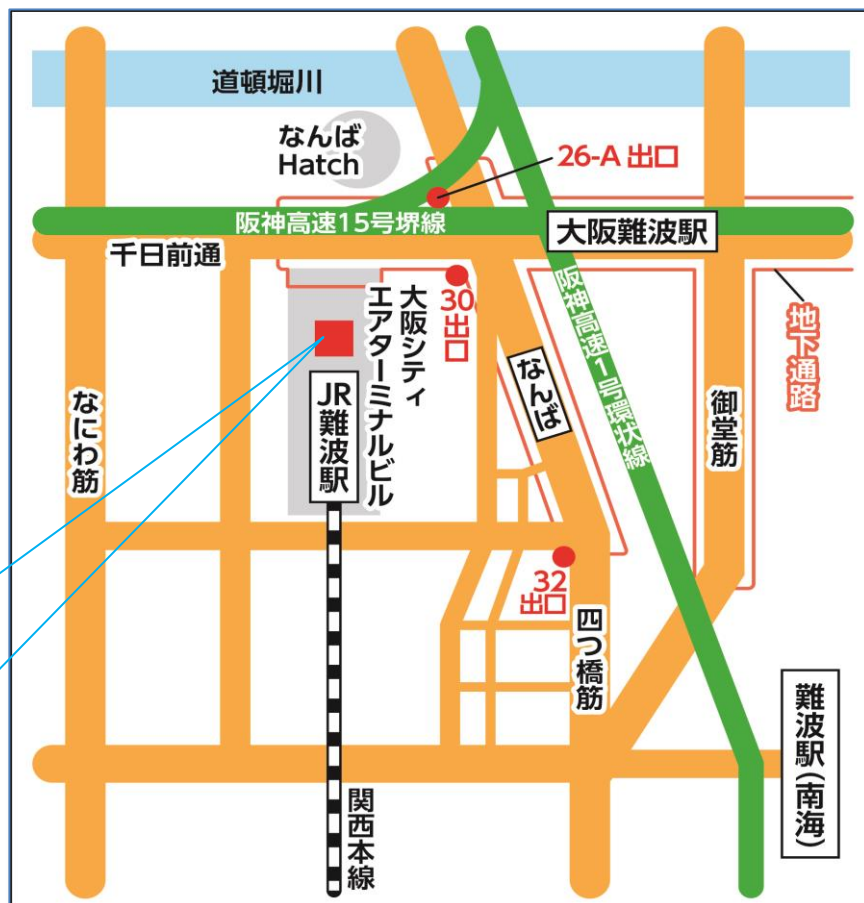 道頓堀川
なんば
Hatch
26-A 出口
阪神高速15号堺線
大阪難波駅
千日前通
30
出口
大阪シティ
エアターミナルビル
阪神高速1号環状線
地下通路
なんば
JR
難波駅
なにわ筋
御堂筋
32
出口
四つ橋筋
難波駅(南海)
関西本線